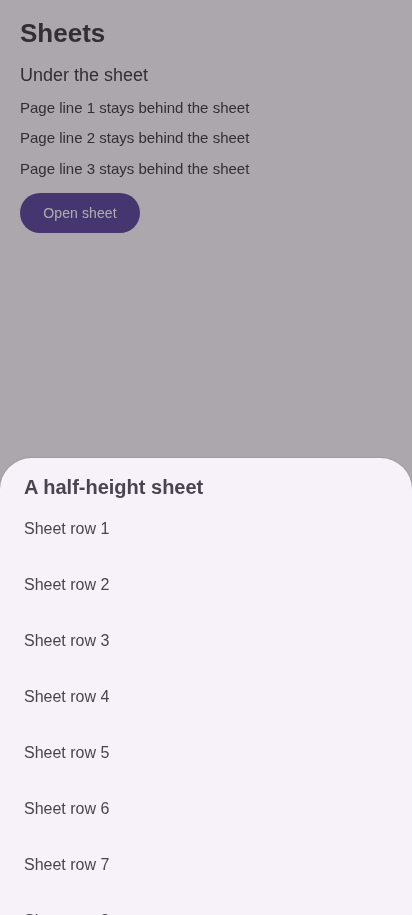 Sheets
Under the sheet
Page line 1 stays behind the sheet
Page line 2 stays behind the sheet
Page line 3 stays behind the sheet
Open sheet
A half-height sheet
Sheet row 1
Sheet row 2
Sheet row 3
Sheet row 4
Sheet row 5
Sheet row 6
Sheet row 7